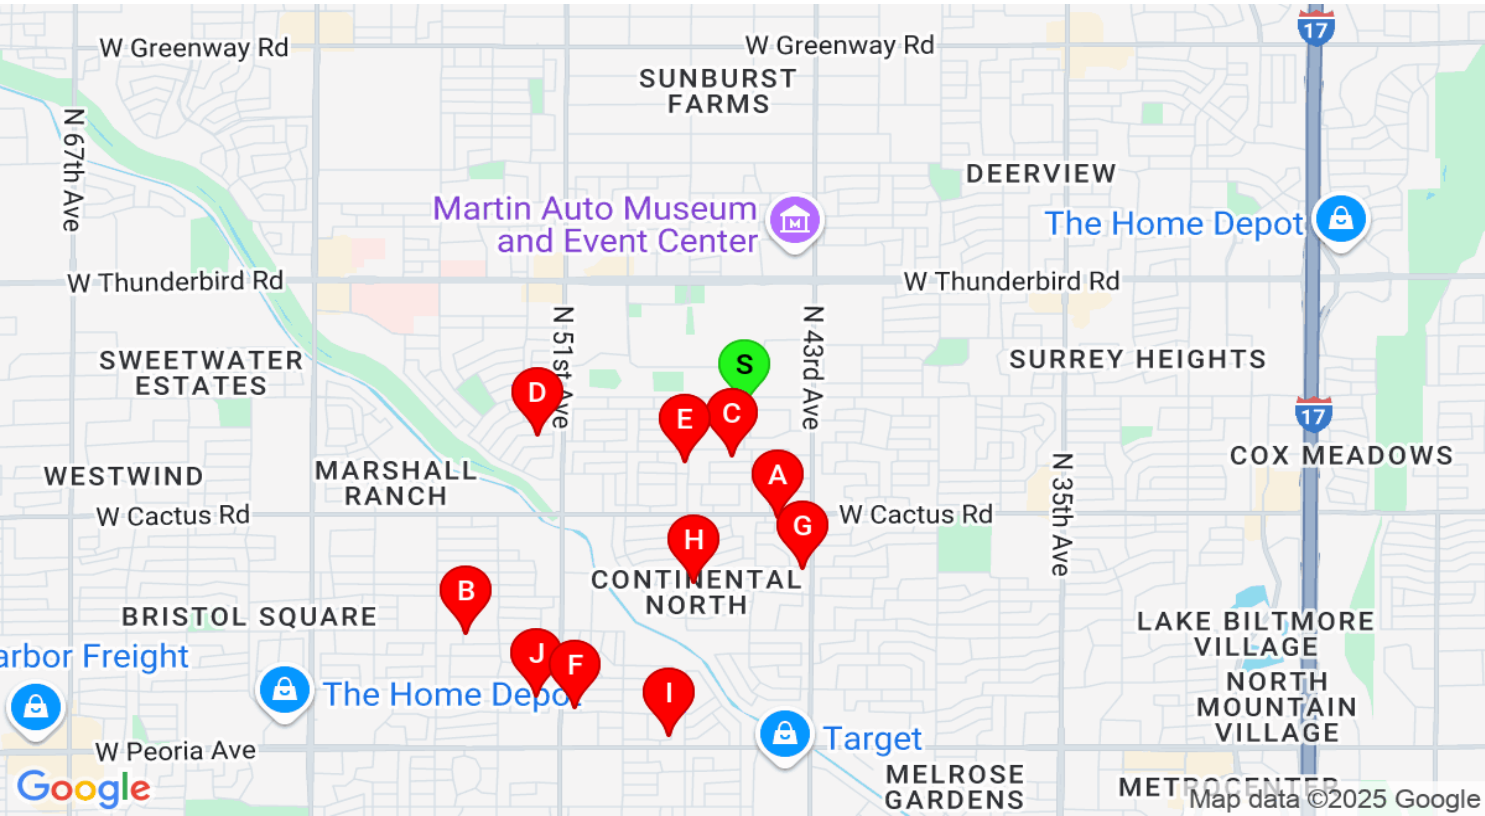 W Greenway Rd
W Greenway Rd
17
SUNBURST
FARMS
N 67th Ave
DEERVIEW
Martin Auto Museum
and Event Center
M
The Home Depot
W Thunderbird Rd
W Thunderbird Rd
N 51st Ave
N 43rd Ave
SWEETWATER
ESTATES
S
SURREY HEIGHTS
D
E
C
17
WESTWIND
MARSHALL
RANCH
A
COX MEADOWS
N 35th Ave
W Cactus Rd
W Cactus Rd
G
H
CONTINENTAL
NORTH
B
BRISTOL SQUARE
LAKE BILTMORE
VILLAGE
arbor Freight
J
F
I
The Home Depot
NORTH
MOUNTAIN
VILLAGE
Target
W Peoria Ave
MELROSE
GARDENS
METROCENTER
Google
Map data ©2025 Google